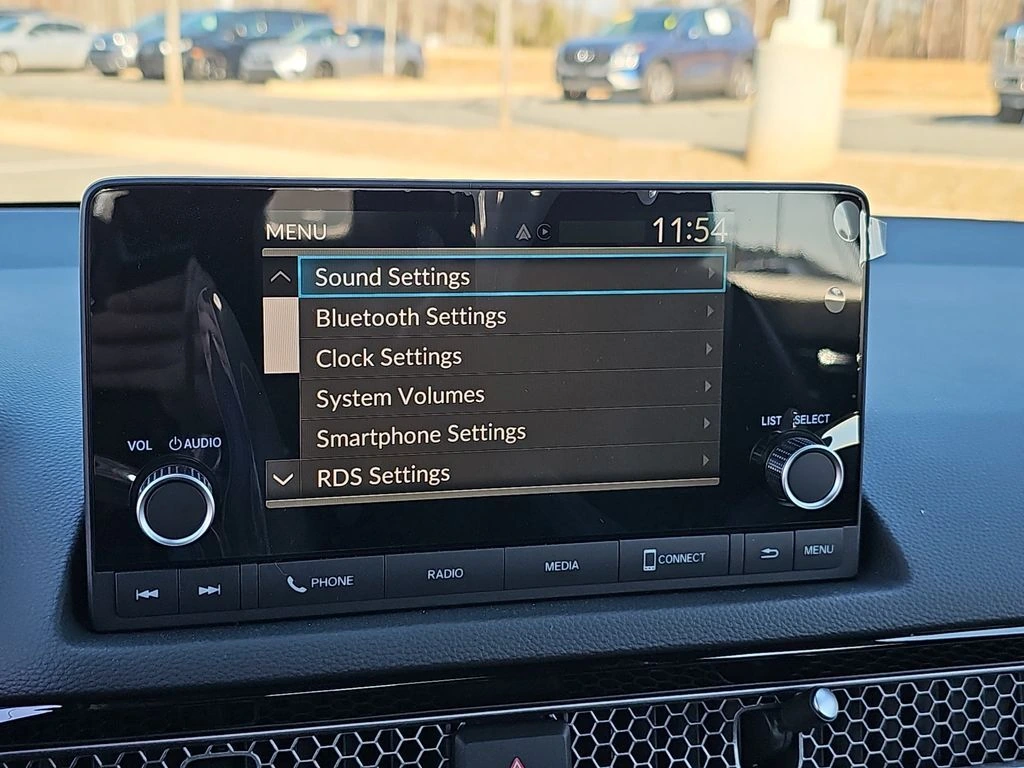 MENU 11:54
Sound Settings
Bluetooth Settings
Clock Settings
System Volumes
Smartphone Settings
RDS Settings
VOL AUDIO
LIST SELECT
PHONE
RADIO
MEDIA
CONNECT
MENU